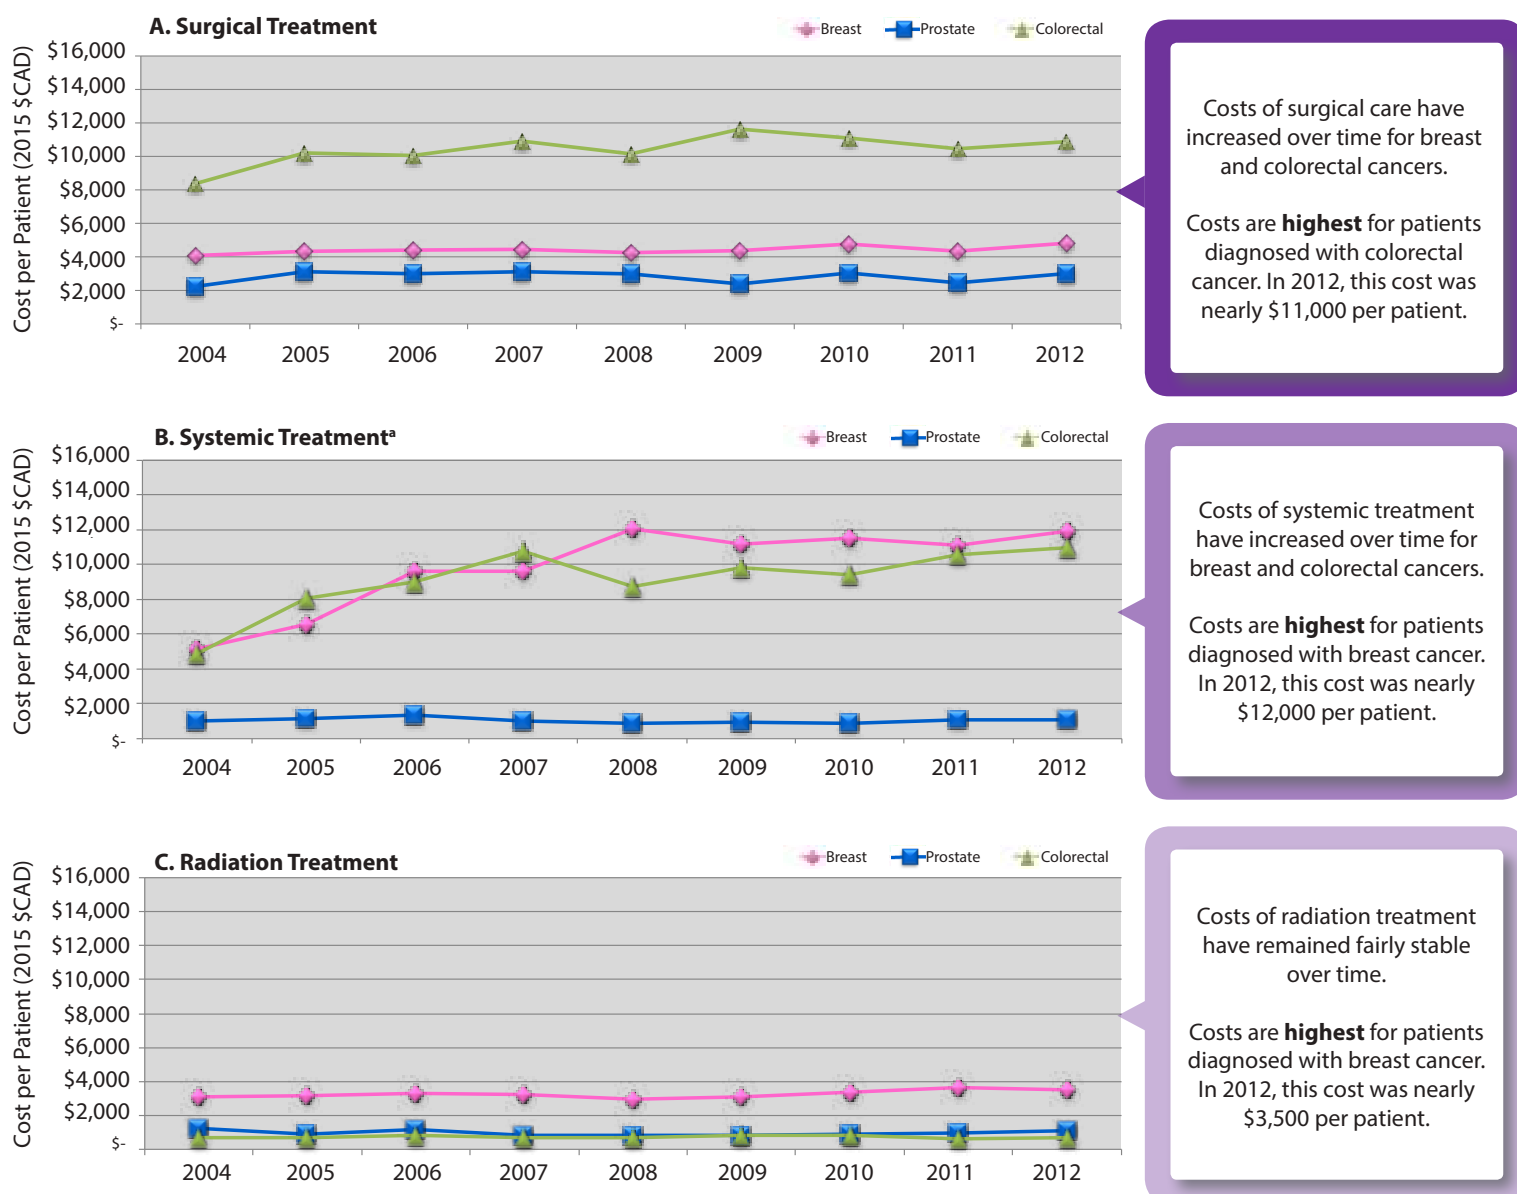 A. Surgical Treatment
Breast Prostate Colorectal
Cost per Patient (2015 $CAD)
$16,000
$14,000
$12,000
$10,000
$8,000
$6,000
$4,000
$2,000
$-
2004 2005 2006 2007 2008 2009 2010 2011 2012
Costs of surgical care have
increased over time for breast
and colorectal cancers.
Costs are highest for patients
diagnosed with colorectal
cancer. In 2012, this cost was
nearly $11,000 per patient.
B. Systemic Treatmentª
Breast Prostate Colorectal
Cost per Patient (2015 $CAD)
$16,000
$14,000
$12,000
$10,000
$8,000
$6,000
$4,000
$2,000
$-
2004 2005 2006 2007 2008 2009 2010 2011 2012
Costs of systemic treatment
have increased over time for
breast and colorectal cancers.
Costs are highest for patients
diagnosed with breast cancer.
In 2012, this cost was nearly
$12,000 per patient.
C. Radiation Treatment
Breast Prostate Colorectal
Cost per Patient (2015 $CAD)
$16,000
$14,000
$12,000
$10,000
$8,000
$6,000
$4,000
$2,000
$-
2004 2005 2006 2007 2008 2009 2010 2011 2012
Costs of radiation treatment
have remained fairly stable
over time.
Costs are highest for patients
diagnosed with breast cancer.
In 2012, this cost was nearly
$3,500 per patient.